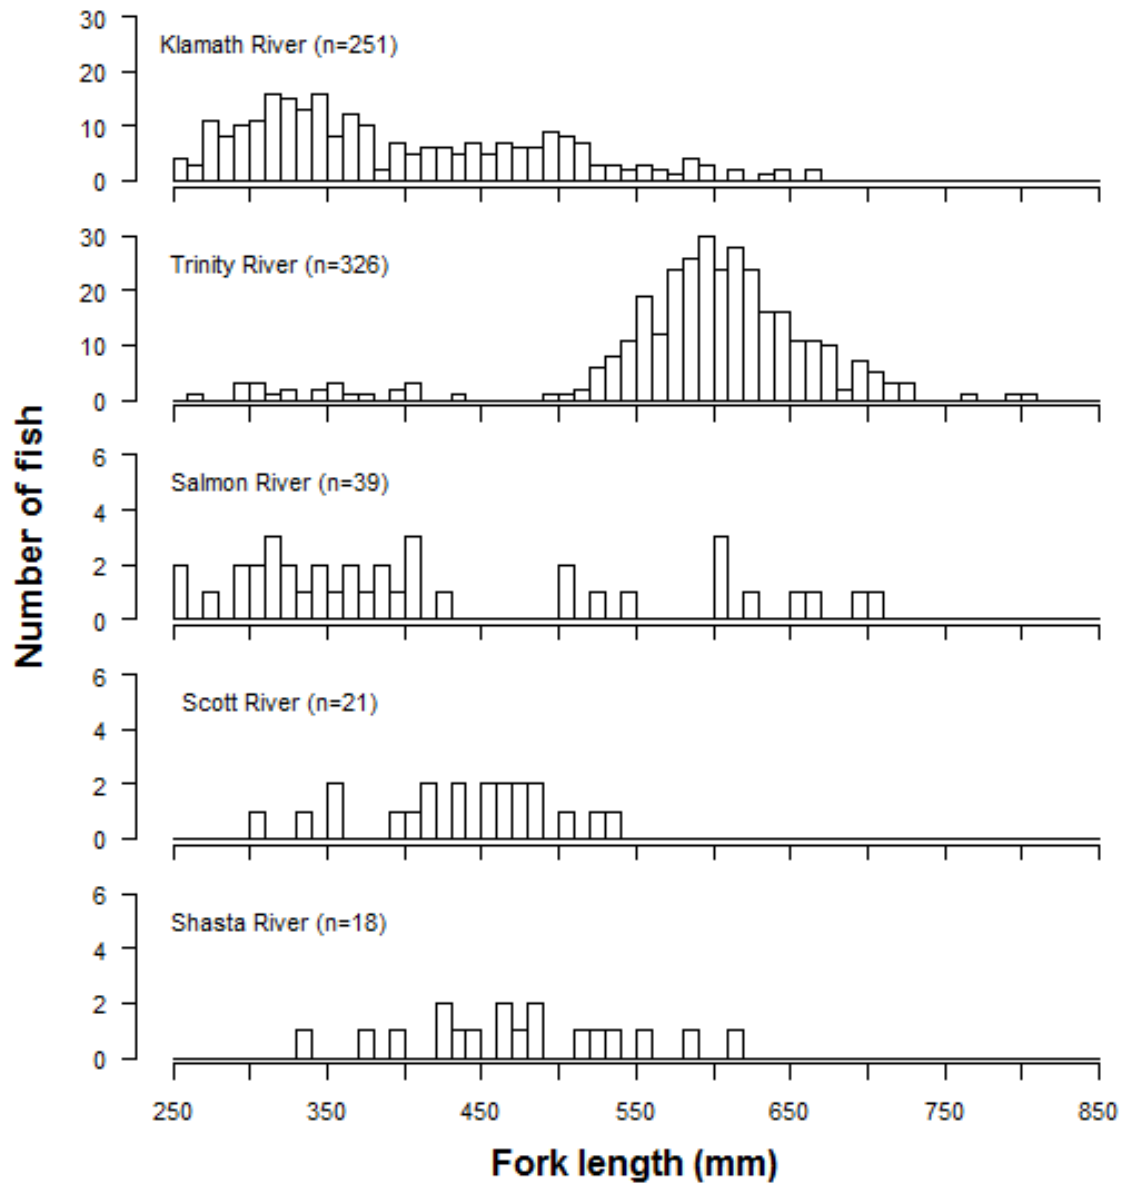 30
Klamath River (n=251)
20
10
0
30
Trinity River (n=326)
20
10
0
6
Salmon River (n=39)
4
2
0
6
Scott River (n=21)
4
2
0
6
Shasta River (n=18)
4
2
0
250 350 450 550 650 750 850
Fork length (mm)
Number of fish